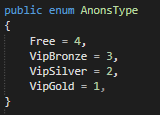 public enum AnonsType
{
    Free = 4,
    VipBronze = 3,
    VipSilver = 2,
    VipGold = 1,
}